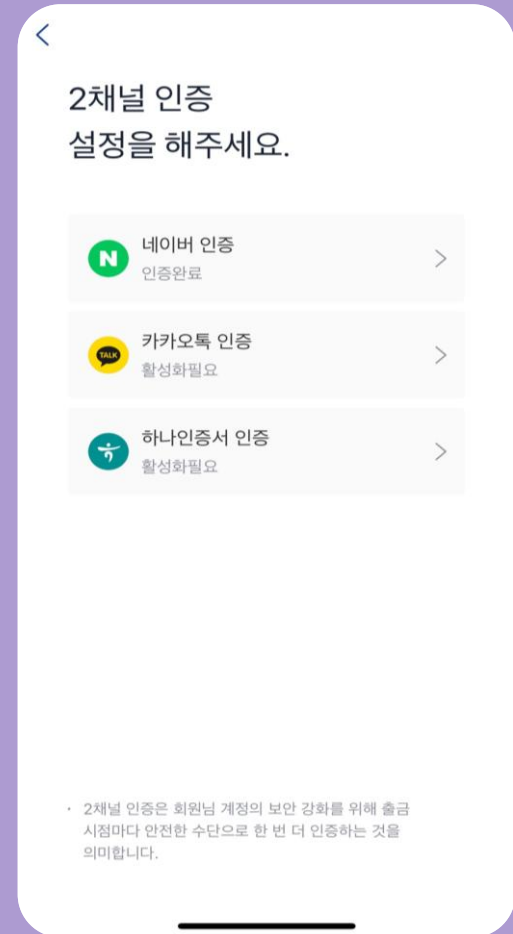 2채널 인증
설정을 해주세요.
N
네이버 인증
인증완료
TALK
카카오톡 인증
활성화필요
하나인증서 인증
활성화필요
· 2채널 인증은 회원님 계정의 보안 강화를 위해 출금
시점마다 안전한 수단으로 한 번 더 인증하는 것을
의미합니다.